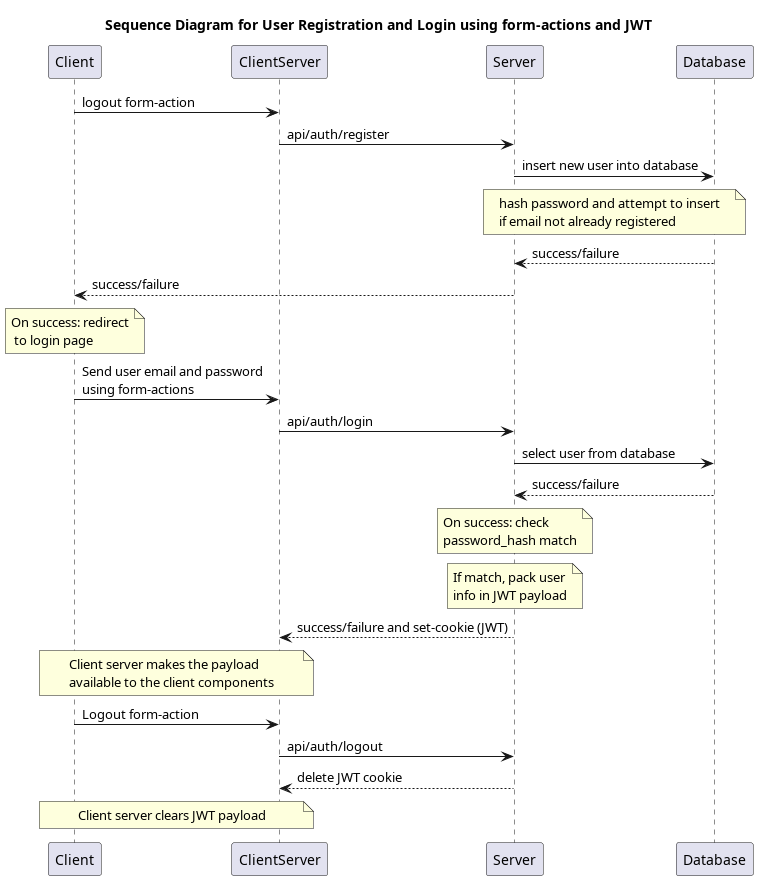 Sequence Diagram for User Registration and Login using form-actions and JWT
Client
ClientServer
Server
Database
logout form-action
api/auth/register
insert new user into database
hash password and attempt to insert
if email not already registered
success/failure
success/failure
On success: redirect
to login page
Send user email and password
using form-actions
api/auth/login
select user from database
success/failure
On success: check
password_hash match
If match, pack user
info in JWT payload
success/failure and set-cookie (JWT)
Client server makes the payload
available to the client components
Logout form-action
api/auth/logout
delete JWT cookie
Client server clears JWT payload
Client
ClientServer
Server
Database